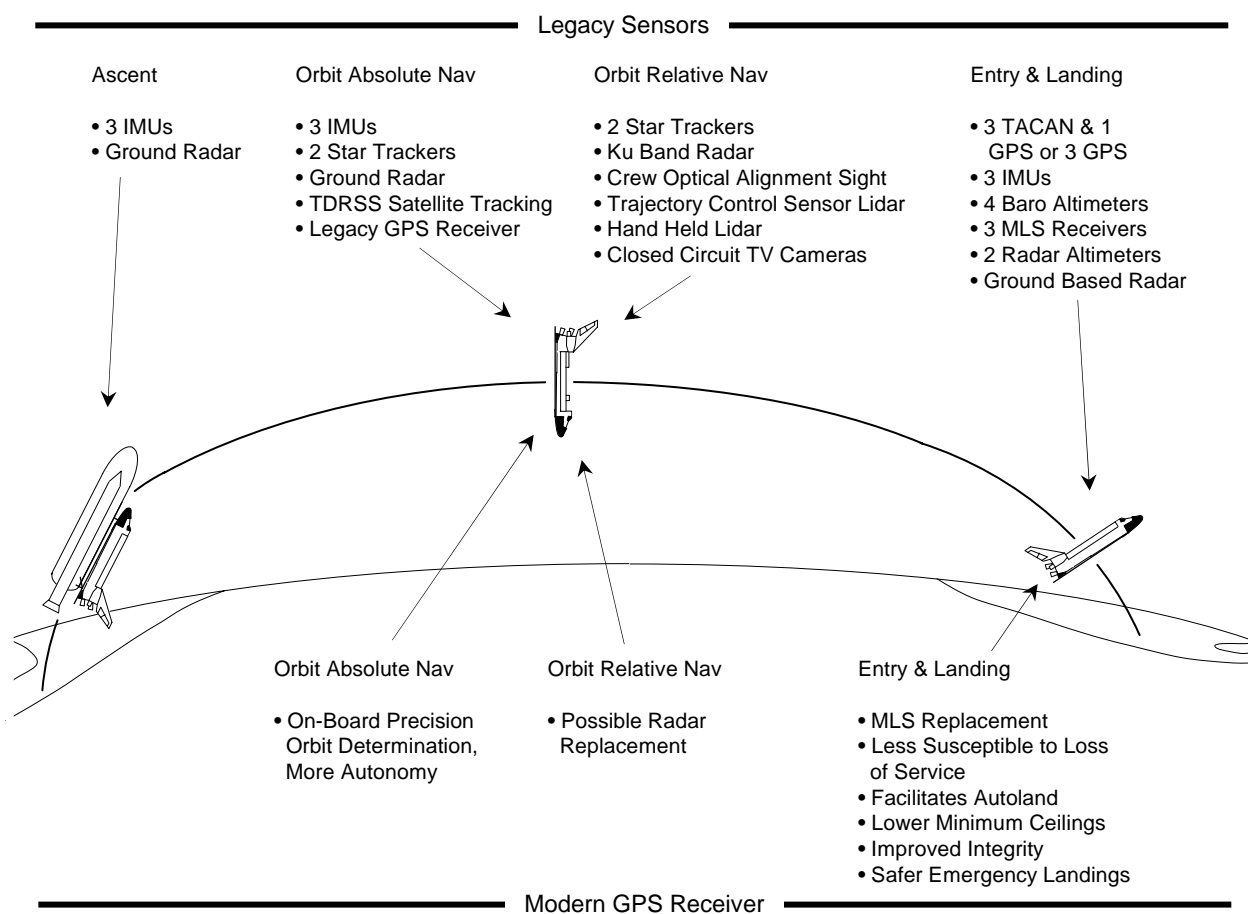 Legacy Sensors
Ascent
• 3 IMUs
• Ground Radar
Orbit Absolute Nav
• 3 IMUs
• 2 Star Trackers
• Ground Radar
• TDRSS Satellite Tracking
• Legacy GPS Receiver
Orbit Relative Nav
• 2 Star Trackers
• Ku Band Radar
• Crew Optical Alignment Sight
• Trajectory Control Sensor Lidar
• Hand Held Lidar
• Closed Circuit TV Cameras
Entry & Landing
• 3 TACAN & 1
GPS or 3 GPS
• 3 IMUs
• 4 Baro Altimeters
• 3 MLS Receivers
• 2 Radar Altimeters
• Ground Based Radar
Orbit Absolute Nav
• On-Board Precision
Orbit Determination,
More Autonomy
Orbit Relative Nav
• Possible Radar
Replacement
Entry & Landing
• MLS Replacement
• Less Susceptible to Loss
of Service
• Facilitates Autoland
• Lower Minimum Ceilings
• Improved Integrity
• Safer Emergency Landings
Modern GPS Receiver